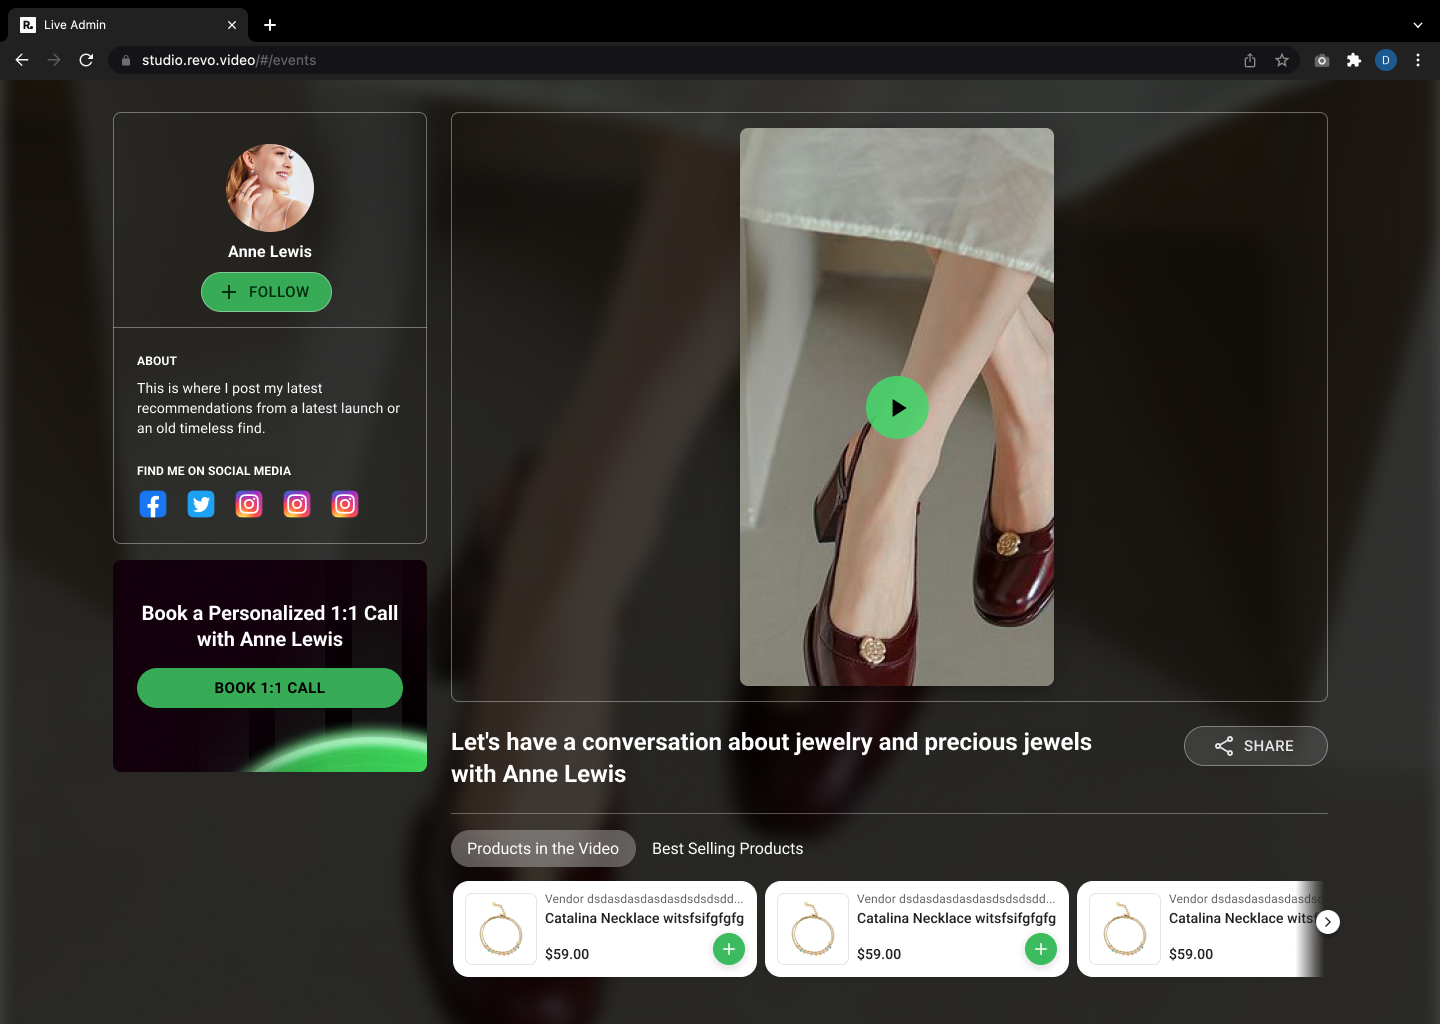 R.
Live Admin
studio.revo.video/#/events
D
Anne Lewis
FOLLOW
ABOUT
This is where I post my latest
recommendations from a latest launch or
an old timeless find.
FIND ME ON SOCIAL MEDIA
Book a Personalized 1:1 Call
with Anne Lewis
BOOK 1:1 CALL
Let's have a conversation about jewelry and precious jewels
with Anne Lewis
SHARE
Products in the Video
Best Selling Products
Vendor dsdasdasdasdasdsdsdsdd...
Catalina Necklace witsfsifgfgfg
$59.00
Vendor dsdasdasdasdasdsdsdsdd...
Catalina Necklace witsfsifgfgfg
$59.00
Vendor dsdasdasdasdasdsdsdsc
Catalina Necklace wits
$59.00